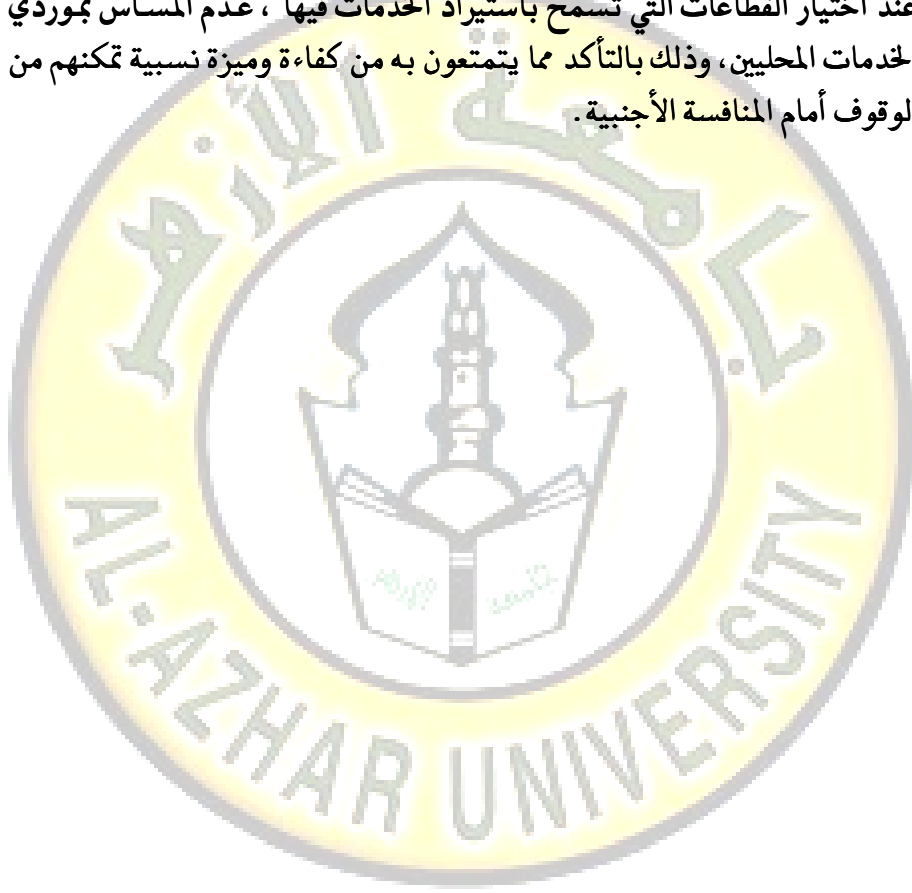 عند اختيار القطاعات التي تسمح باستيراد الخدمات فيها ، عدم المساس بموردي
لخدمات المحليين، وذلك بالتأكد مما يتمتعون به من كفاءة وميزة نسبية تمكنهم من
لوقوف أمام المنافسة الأجنبية.
جامعة الأزهر
AL-AZHAR UNIVERSITY